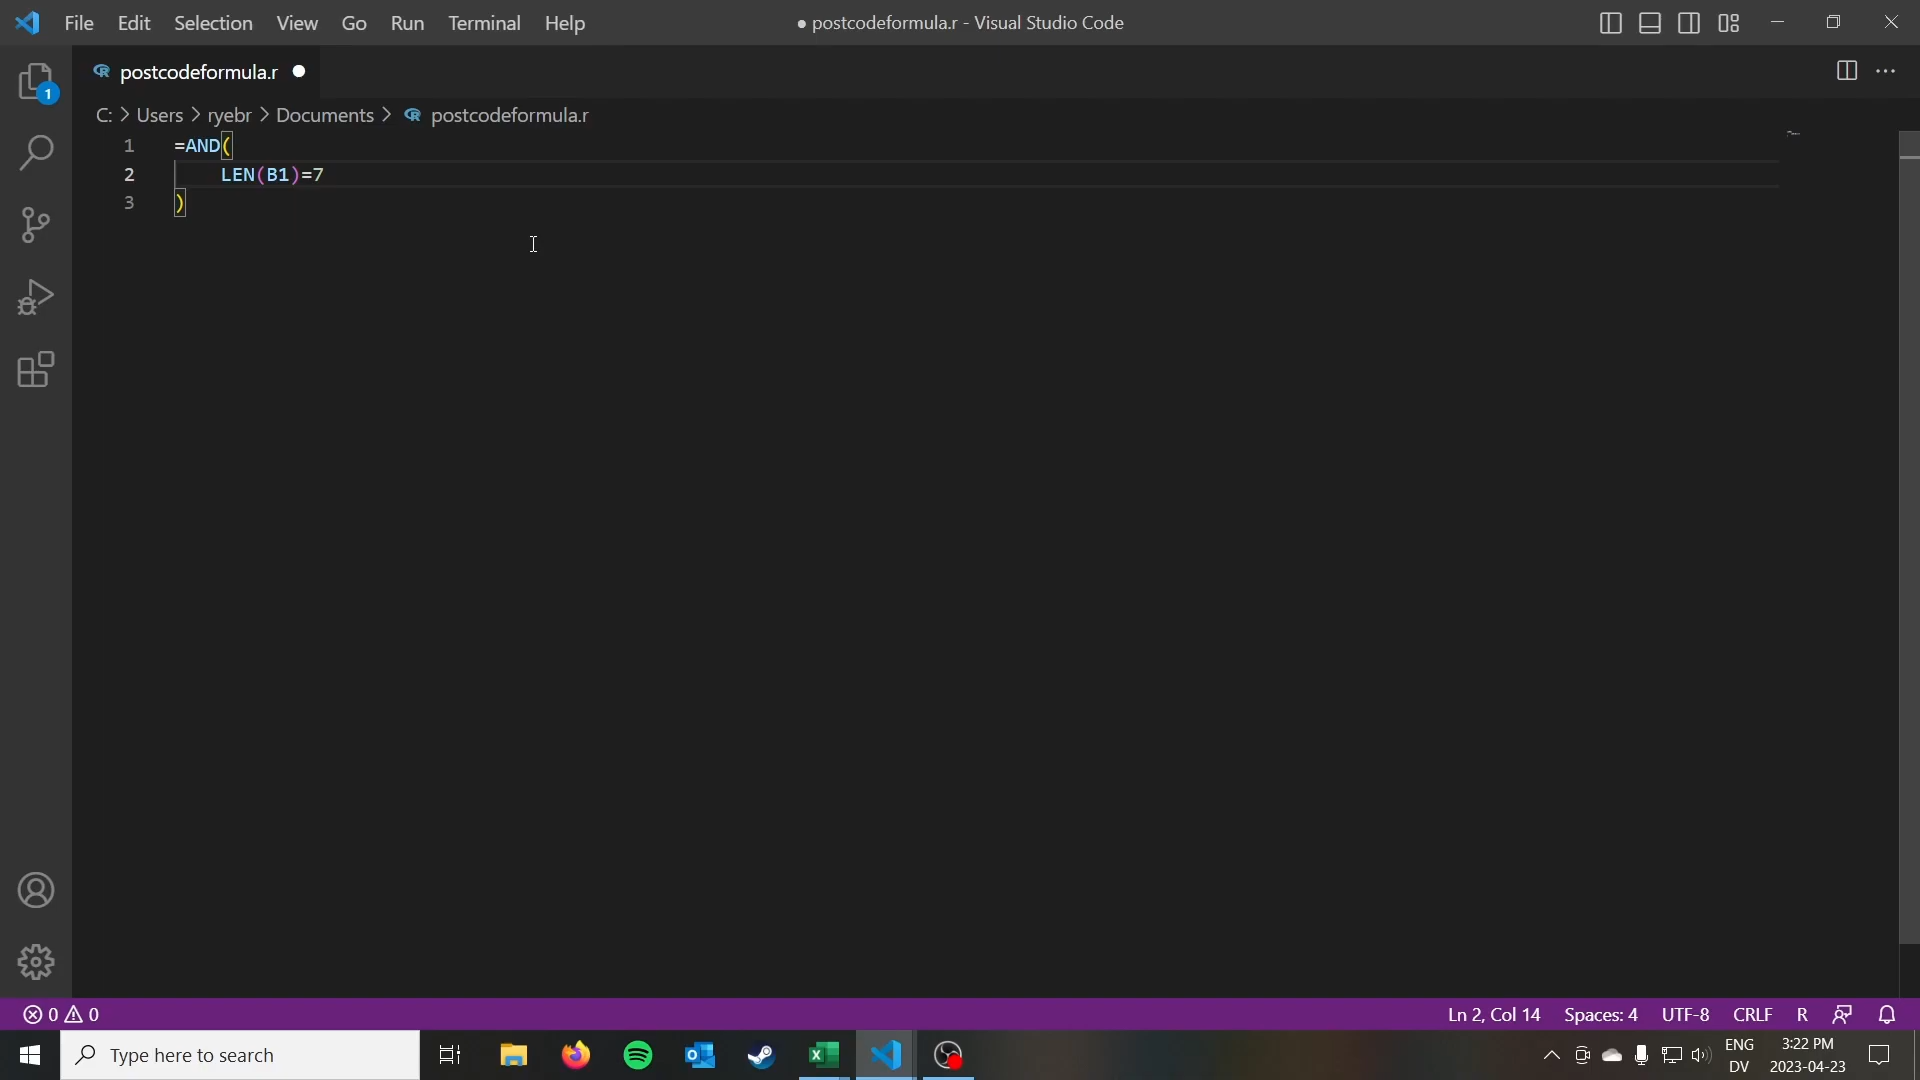 File Edit Selection View Go Run Terminal Help
● postcodeformula.r - Visual Studio Code
postcodeformula.r
1
C: > Users > ryebr > Documents > postcodeformula.r
1 =AND(
2 LEN(B1)=7
3 )
0 0
Ln 2, Col 14 Spaces: 4 UTF-8 CRLF R
Type here to search
ENG 3:22 PM
DV 2023-04-23